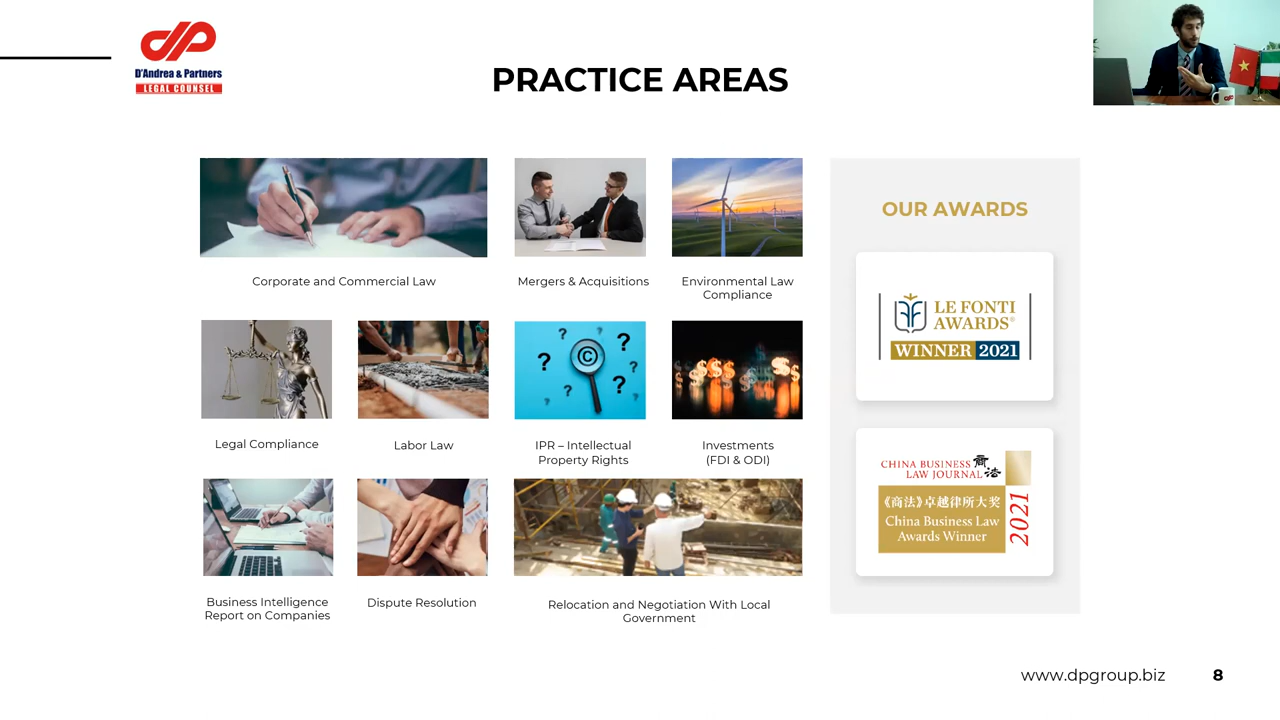 D'Andrea & Partners
LEGAL COUNSEL
PRACTICE AREAS
Corporate and Commercial Law
Mergers & Acquisitions
Environmental Law
Compliance
Legal Compliance
Labor Law
IPR – Intellectual
Property Rights
Investments
(FDI & ODI)
Business Intelligence
Report on Companies
Dispute Resolution
Relocation and Negotiation With Local
Government
OUR AWARDS
LE FONTI
AWARDS®
WINNER 2021
CHINA BUSINESS
LAW JOURNAL
商法
《商法》卓越律所大奖
China Business Law
Awards Winner
2021
www.dpgroup.biz
8